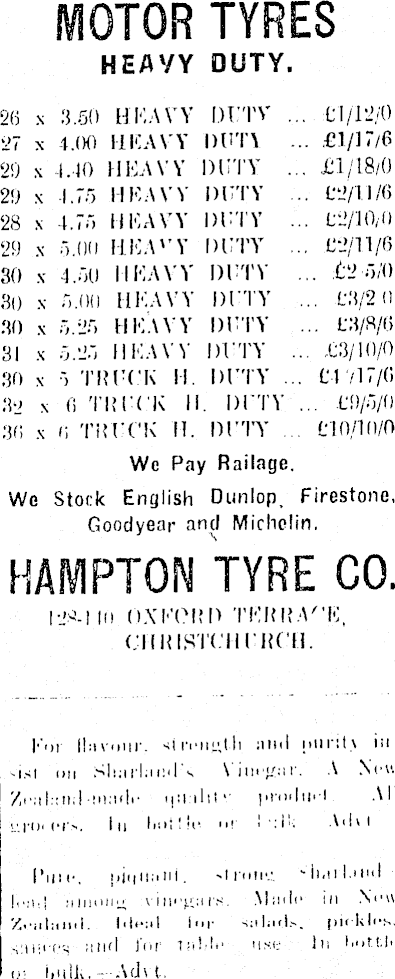 MOTOR TYRES
HEAVY DUTY.
26 x 3.50 HEAVY DUTY ... £1/12/0
27 x 4.00 HEAVY DUTY ... £1/17/6
29 x 4.40 HEAVY DUTY ... £1/18/0
29 x 4.75 HEAVY DUTY ... £2/11/6
28 x 4.75 HEAVY DUTY ... £2/10/0
29 x 5.00 HEAVY DUTY ... £2/11/6
30 x 4.50 HEAVY DUTY ... £2 5/0
30 x 5.00 HEAVY DUTY ... £3/2 0
30 x 5.25 HEAVY DUTY ... £3/8/6
31 x 5.25 HEAVY DUTY ... £3/10/0
30 x 5 TRUCK H. DUTY ...
32 x 6 TRUCK H. DUTY ... £9/5/0
36 x 6 TRUCK H. DUTY ... £10/10/0
We Pay Railage.
We Stock English Dunlop, Firestone,
Goodyear and Michelin.
HAMPTON TYRE CO.
128-140 OXFORD TERRACE,
CHRISTCHURCH.
For flavour, strength and purity in
sist on Sharland's Vinegar. A New
Zealand-made quality product. Al
grocers. In bottle or bulk Advt
Pure, piquant, strong Sharland
lead among vinegars. Made in New
Zealand. Ideal for salads, pickles,
sauces and for table use In bottl
or bulk.—Advt.